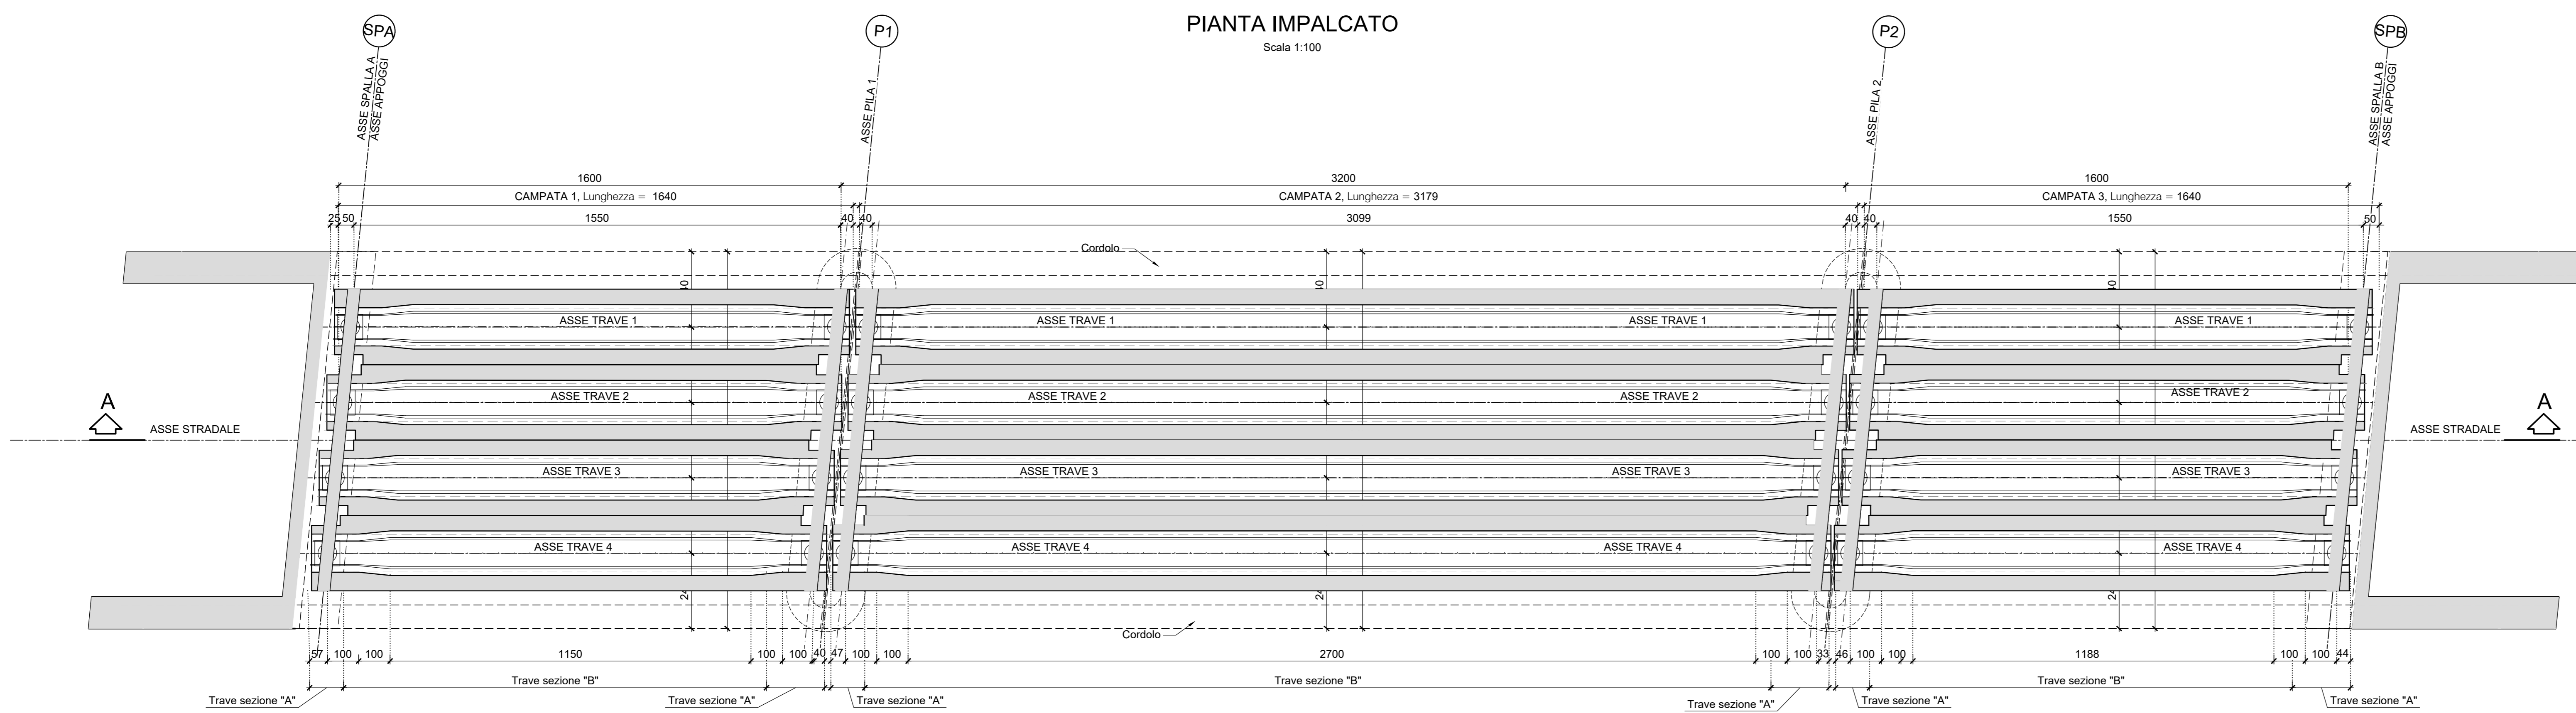 PIANTA IMPALCATO
Scala 1:100
SPA
P1
P2
SPB
ASSE SPALLA A
ASSE APPOGGI
ASSE PILA 1
ASSE PILA 2
ASSE SPALLA B
ASSE APPOGGI
1600
3200
1600
CAMPATA 1, Lunghezza = 1640
CAMPATA 2, Lunghezza = 3179
CAMPATA 3, Lunghezza = 1640
25 50 1550 40 40 3099 40 40 1550 50
Cordolo
ASSE TRAVE 1
ASSE TRAVE 1
ASSE TRAVE 1
ASSE TRAVE 1
ASSE TRAVE 2
ASSE TRAVE 2
ASSE TRAVE 2
ASSE TRAVE 2
A
ASSE STRADALE
ASSE STRADALE
A
ASSE TRAVE 3
ASSE TRAVE 3
ASSE TRAVE 3
ASSE TRAVE 3
ASSE TRAVE 4
ASSE TRAVE 4
ASSE TRAVE 4
ASSE TRAVE 4
Cordolo
57 100 100 1150 100 100 40 47 100 100 2700 100 100 33 46 100 100 1188 100 100 44
Trave sezione "B"
Trave sezione "B"
Trave sezione "B"
Trave sezione "A"
Trave sezione "A"
Trave sezione "A"
Trave sezione "A"
Trave sezione "A"
Trave sezione "A"